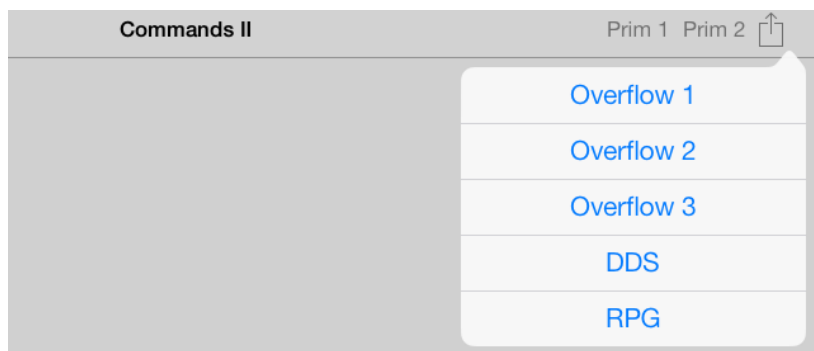 Commands II Prim 1 Prim 2
Overflow 1
Overflow 2
Overflow 3
DDS
RPG